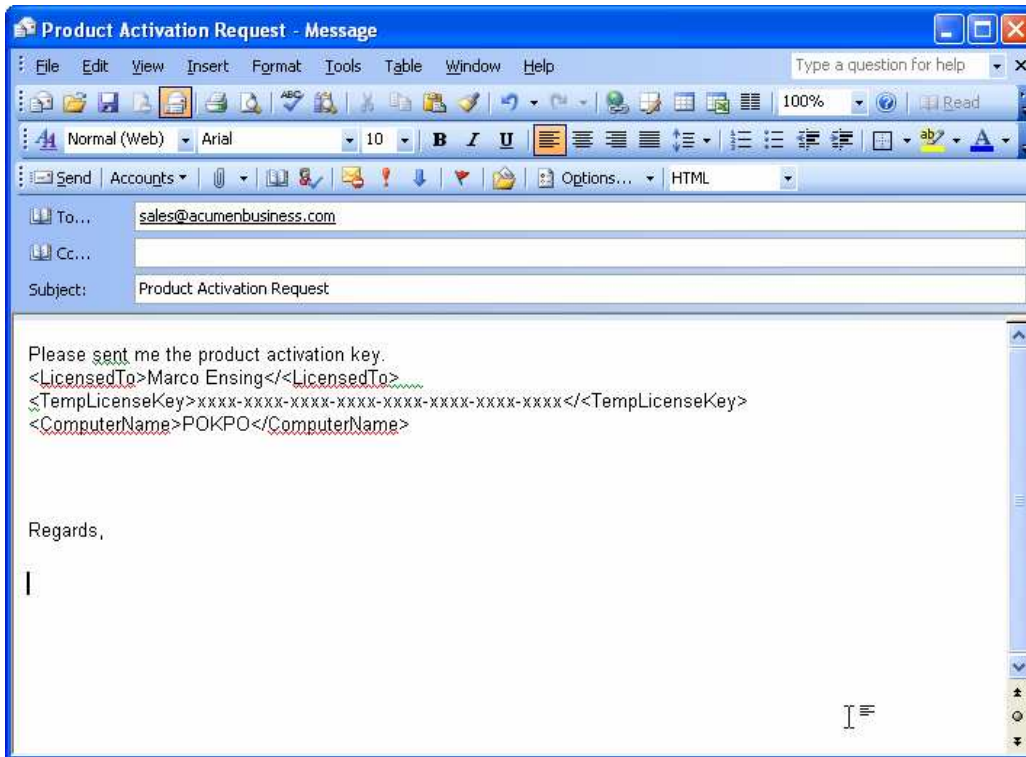 Product Activation Request - Message
File Edit View Insert Format Tools Table Window Help Type a question for help
100% Read
Normal (Web) Arial 10 B I U ab A
Send Accounts Options... HTML
To... sales@acumenbusiness.com
Cc...
Subject: Product Activation Request
Please sent me the product activation key.
<LicensedTo>Marco Ensing</<LicensedTo>
<TempLicenseKey>xxxx-xxxx-xxxx-xxxx-xxxx-xxxx-xxxx-xxxx</<TempLicenseKey>
<ComputerName>POKPO</ComputerName>
Regards,